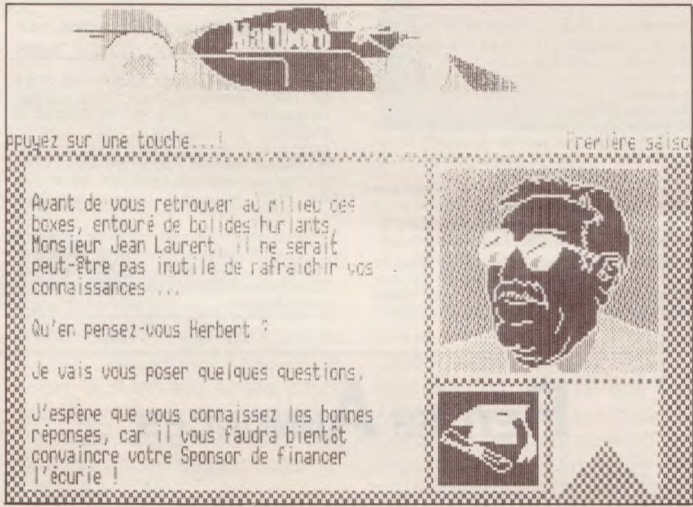 Marlboro
ppuyez sur une touche...!
Première saiso
Avant de vous retrouver au milieu des
boxes, entouré de bolides hurlants,
Monsieur Jean Laurent, il ne serait
peut-être pas inutile de rafraichir vos
connaissances ...
Qu'en pensez-vous Herbert ?
Je vais vous poser quelques questions.
J'espère que vous connaissez les bonnes
réponses, car il vous faudra bientôt
convaincre votre Sponsor de financer
l'écurie !